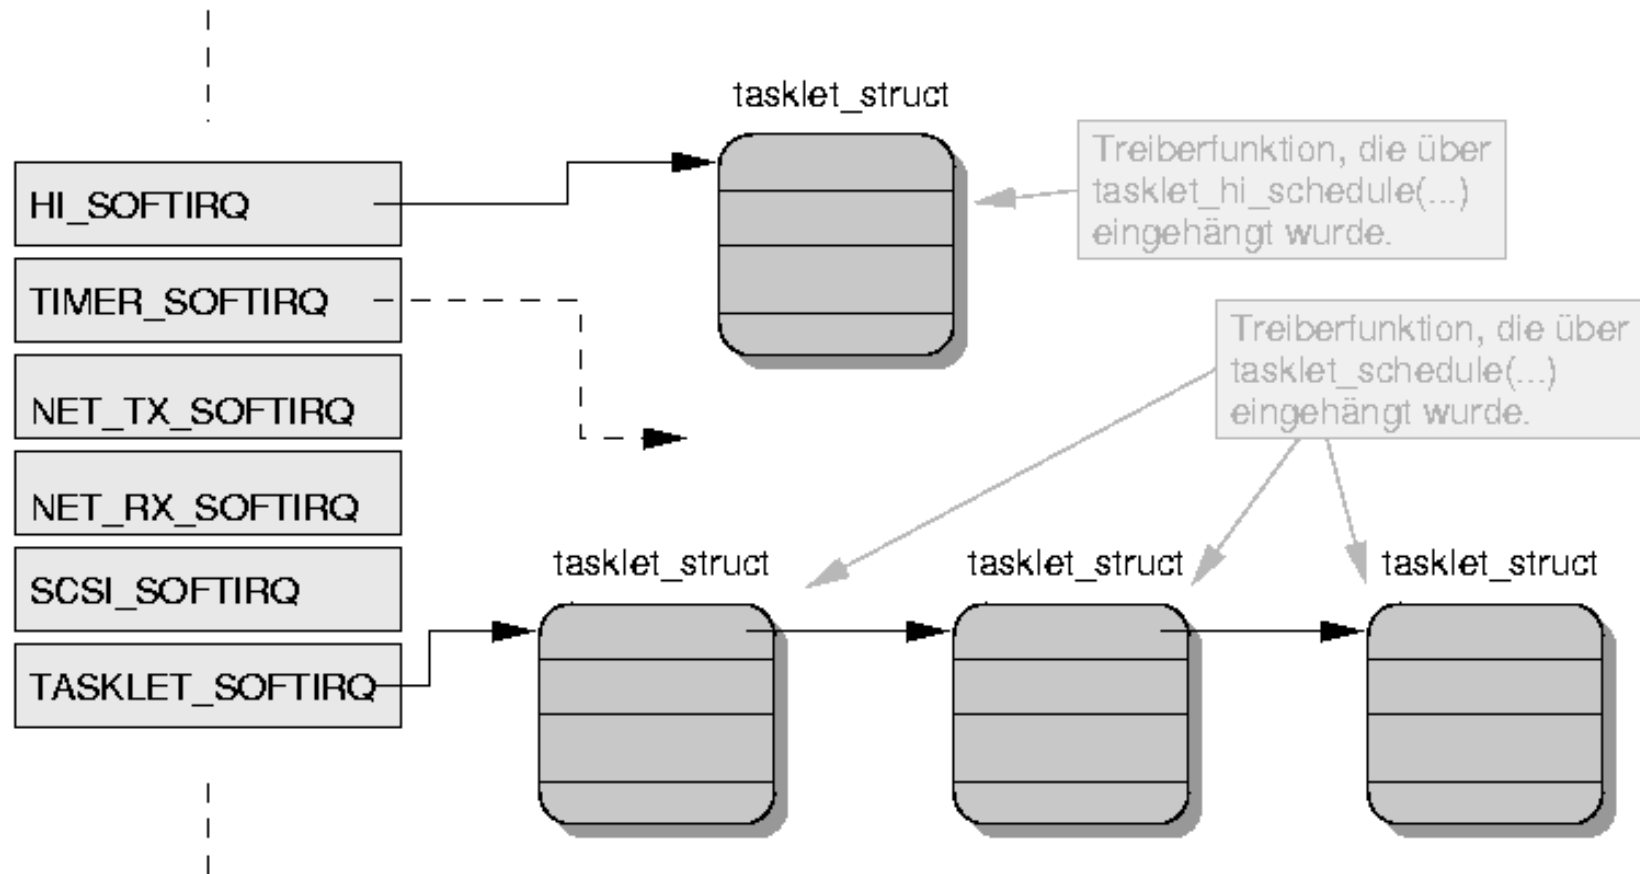 tasklet_struct
Treiberfunktion, die über
tasklet_hi_schedule(...)
eingehängt wurde.
HI_SOFTIRQ
TIMER_SOFTIRQ
Treiberfunktion, die über
tasklet_schedule(...)
eingehängt wurde.
NET_TX_SOFTIRQ
NET_RX_SOFTIRQ
SCSI_SOFTIRQ
TASKLET_SOFTIRQ
tasklet_struct
tasklet_struct
tasklet_struct